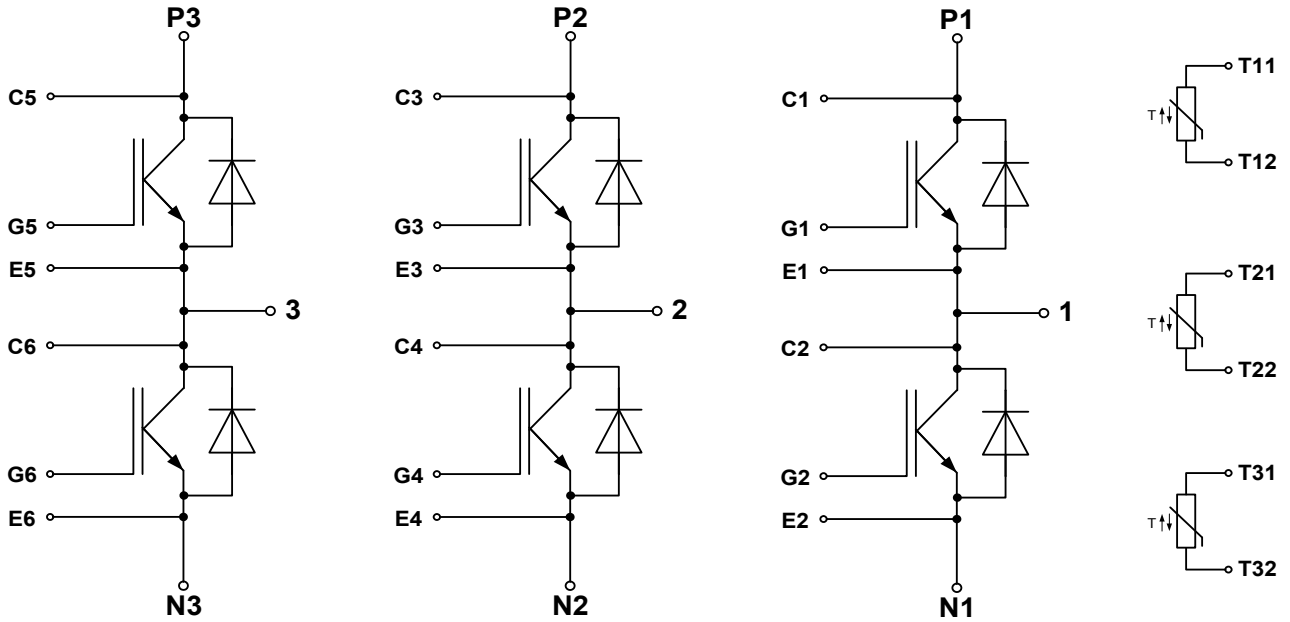 P3 P2 P1
C5 C3 C1 T11
T T12
G5 G3 G1
E5 E3 E1 T21
3 2 1 T
C6 C4 C2 T22
G6 G4 G2 T31
E6 E4 E2 T
T32
N3 N2 N1